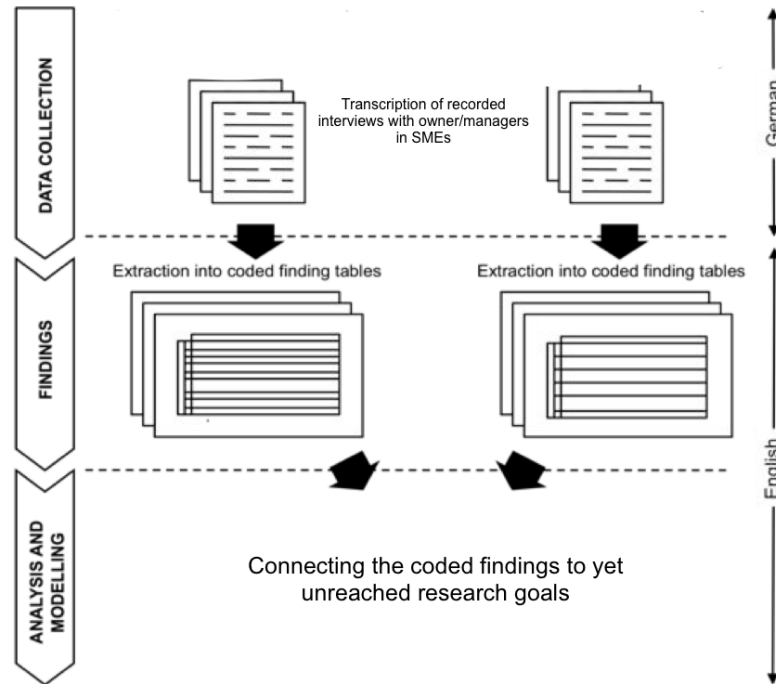 DATA COLLECTION
Transcription of recorded
interviews with owner/managers
in SMEs
German
Extraction into coded finding tables
Extraction into coded finding tables
FINDINGS
English
ANALYSIS AND
MODELLING
Connecting the coded findings to yet
unreached research goals